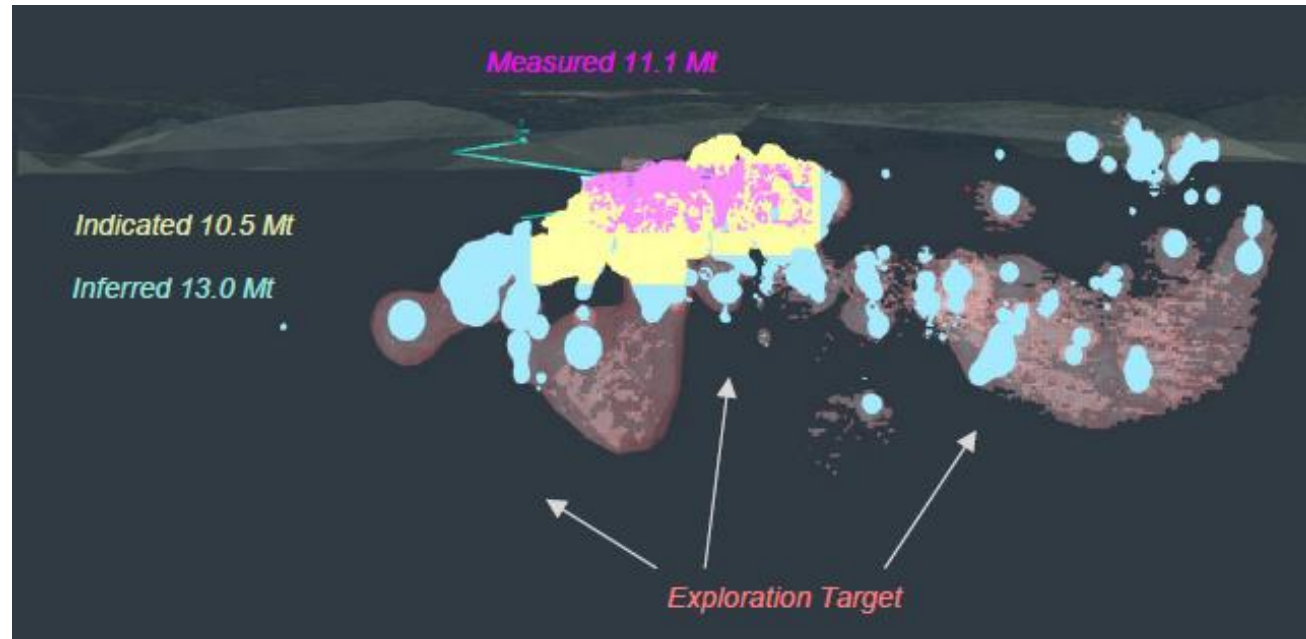 Measured 11.1 Mt
Indicated 10.5 Mt
Inferred 13.0 Mt
Exploration Target